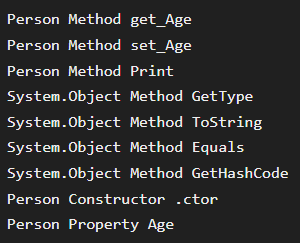 Person Method get_Age
Person Method set_Age
Person Method Print
System.Object Method GetType
System.Object Method ToString
System.Object Method Equals
System.Object Method GetHashCode
Person Constructor .ctor
Person Property Age